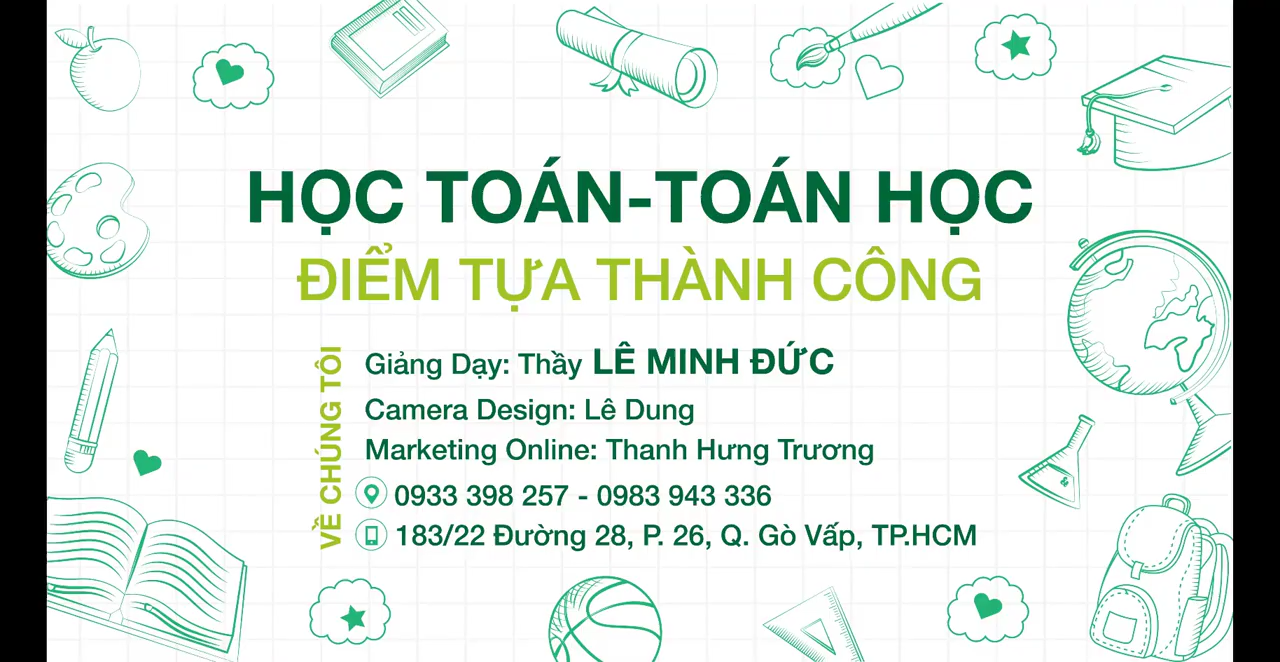 HỌC TOÁN-TOÁN HỌC
ĐIỂM TỰA THÀNH CÔNG
VỀ CHÚNG TÔI
Giảng Dạy: Thầy LÊ MINH ĐỨC
Camera Design: Lê Dung
Marketing Online: Thanh Hưng Trương
0933 398 257 - 0983 943 336
183/22 Đường 28, P. 26, Q. Gò Vấp, TP.HCM